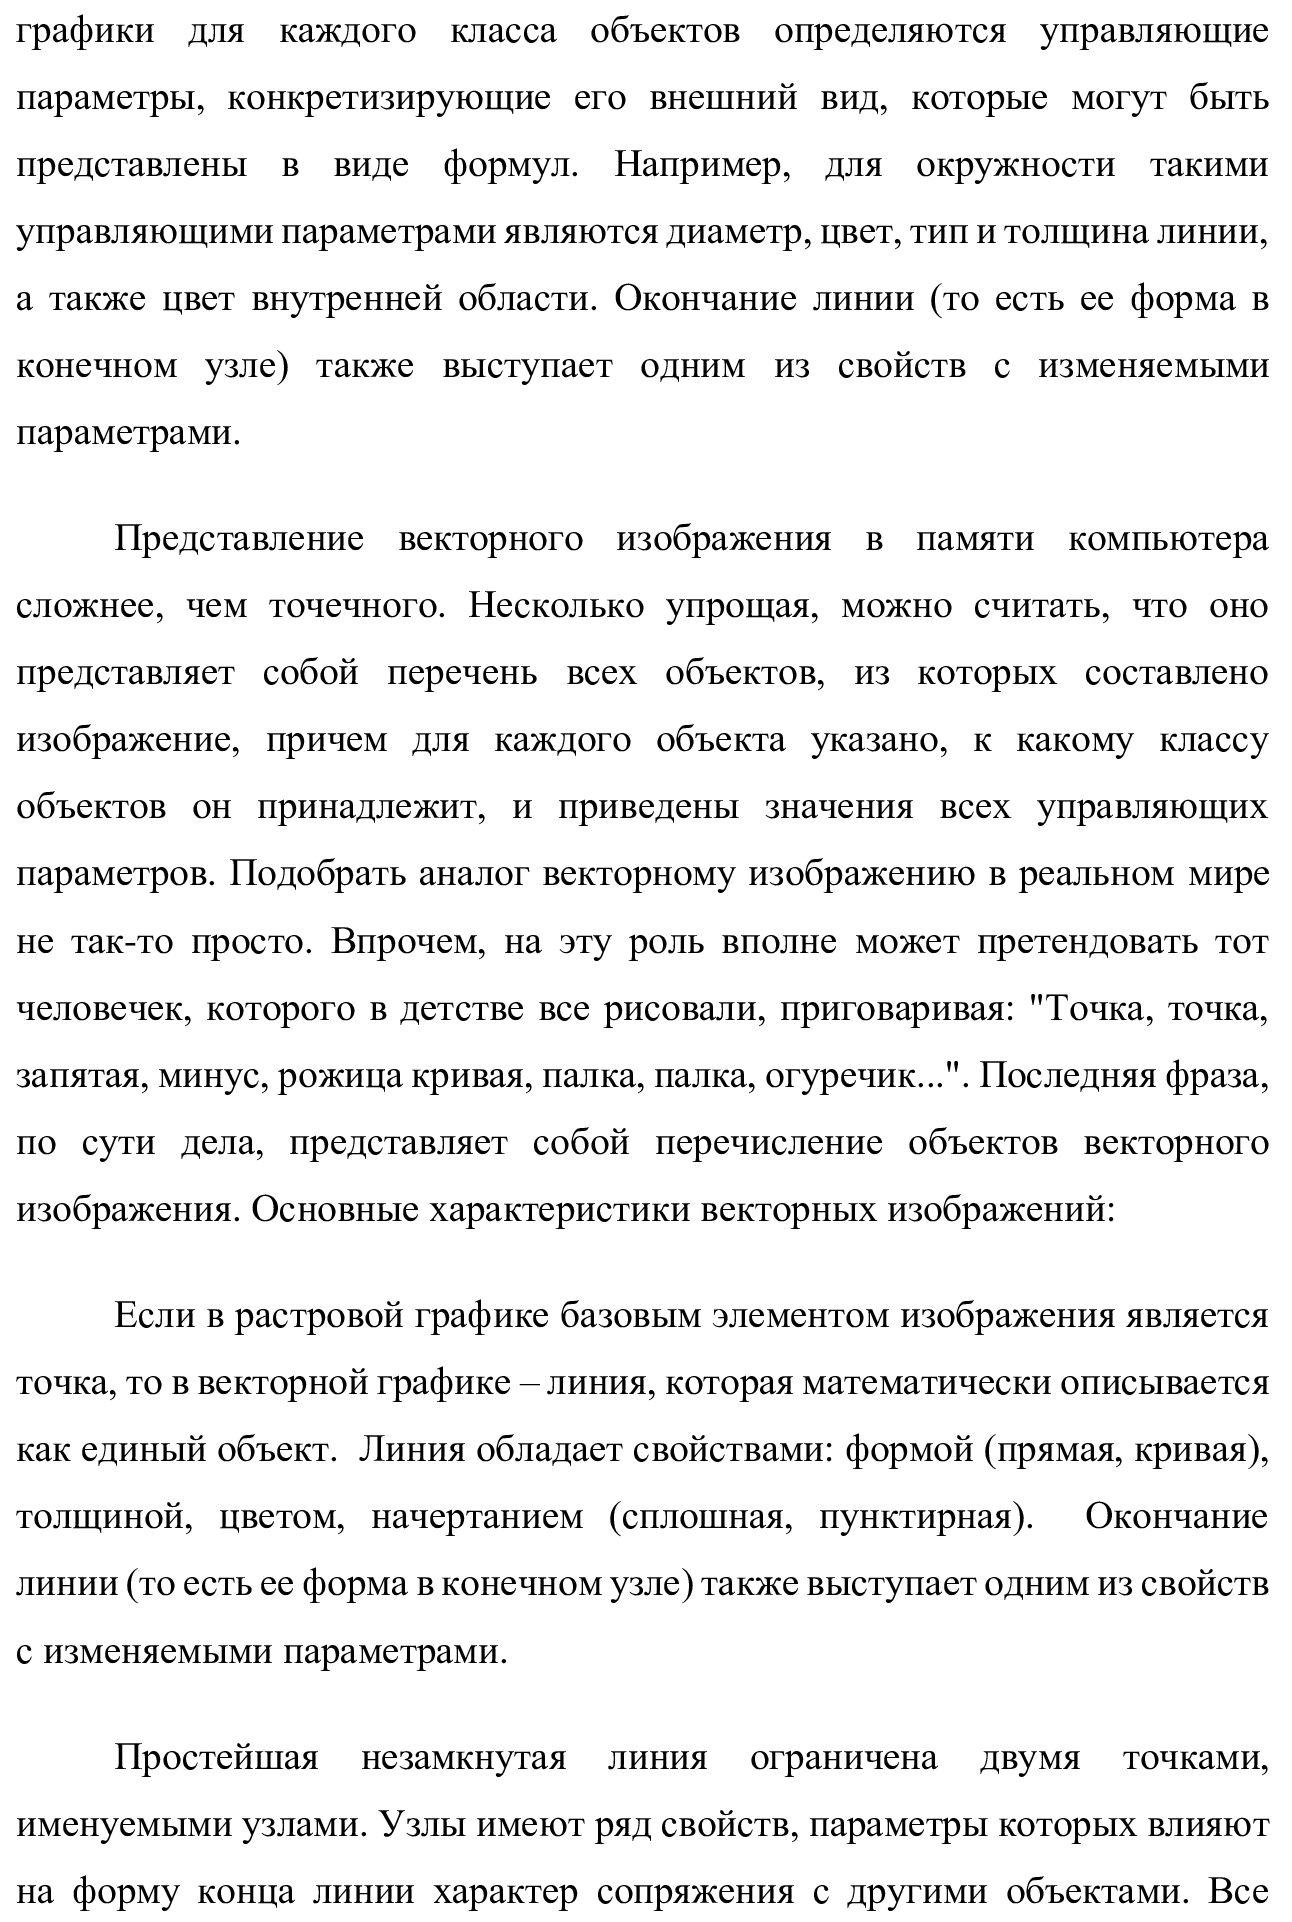 графики для каждого класса объектов определяются управляющие
параметры, конкретизирующие его внешний вид, которые могут быть
представлены в виде формул. Например, для окружности такими
управляющими параметрами являются диаметр, цвет, тип и толщина линии,
а также цвет внутренней области. Окончание линии (то есть ее форма в
конечном узле) также выступает одним из свойств с изменяемыми
параметрами.
Представление векторного изображения в памяти компьютера
сложнее, чем точечного. Несколько упрощая, можно считать, что оно
представляет собой перечень всех объектов, из которых составлено
изображение, причем для каждого объекта указано, к какому классу
объектов он принадлежит, и приведены значения всех управляющих
параметров. Подобрать аналог векторному изображению в реальном мире
не так-то просто. Впрочем, на эту роль вполне может претендовать тот
человечек, которого в детстве все рисовали, приговаривая: "Точка, точка,
запятая, минус, рожица кривая, палка, палка, огуречик...". Последняя фраза,
по сути дела, представляет собой перечисление объектов векторного
изображения. Основные характеристики векторных изображений:
Если в растровой графике базовым элементом изображения является
точка, то в векторной графике – линия, которая математически описывается
как единый объект.  Линия обладает свойствами: формой (прямая, кривая),
толщиной, цветом, начертанием (сплошная, пунктирная).  Окончание
линии (то есть ее форма в конечном узле) также выступает одним из свойств
с изменяемыми параметрами.
Простейшая незамкнутая линия ограничена двумя точками,
именуемыми узлами. Узлы имеют ряд свойств, параметры которых влияют
на форму конца линии характер сопряжения с другими объектами. Все